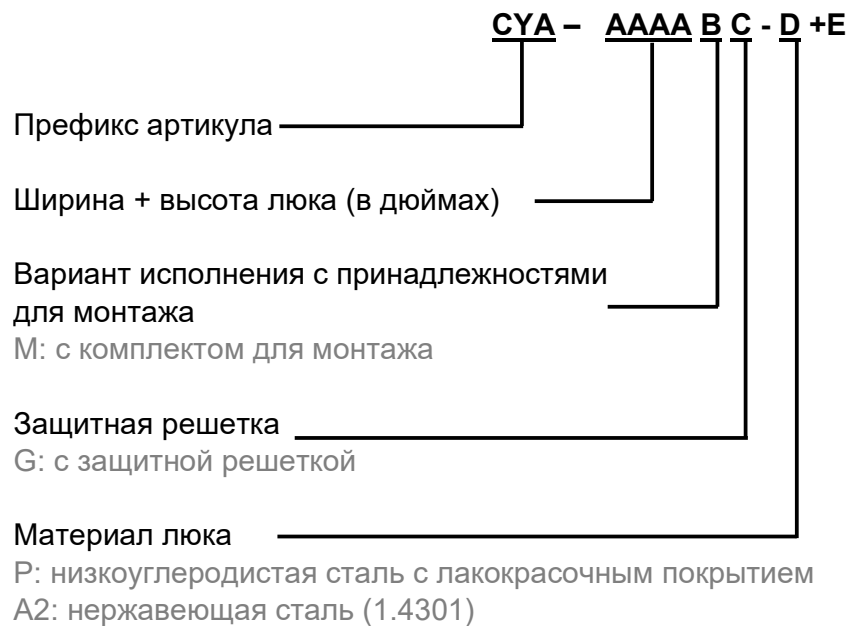 CYA – AAAA B C - D +E
Префикс артикула
Ширина + высота люка (в дюймах)
Вариант исполнения с принадлежностями
для монтажа
M: с комплектом для монтажа
Защитная решетка
G: с защитной решеткой
Материал люка
P: низкоуглеродистая сталь с лакокрасочным покрытием
A2: нержавеющая сталь (1.4301)